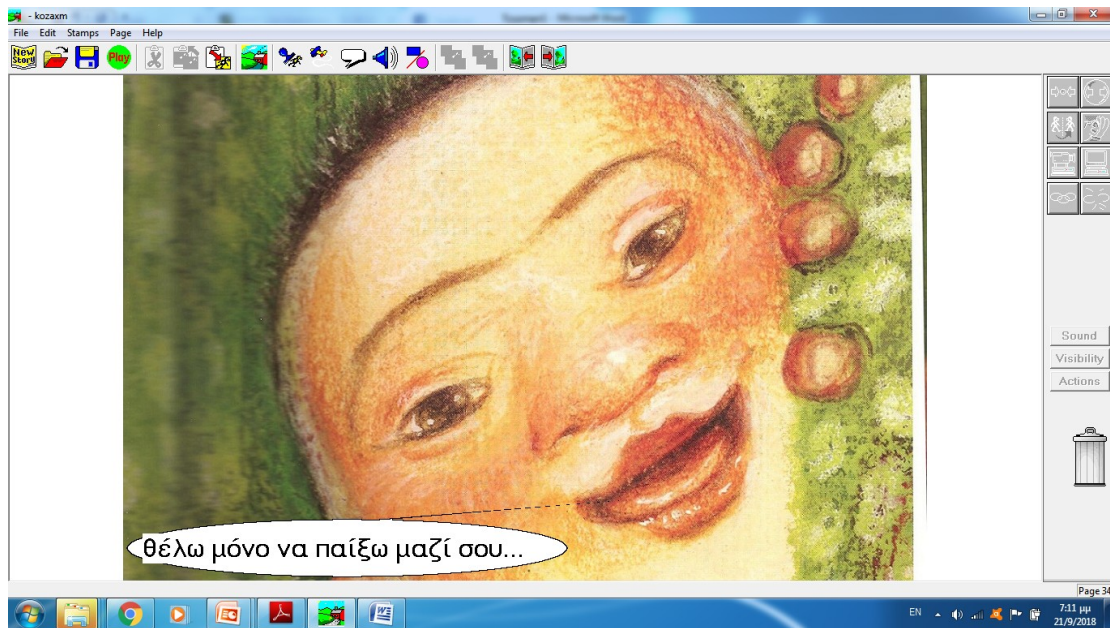 - kozaxm
File Edit Stamps Page Help
New Story Play
Sound
Visibility
Actions
θέλω μόνο να παίξω μαζί σου...
Page 34
EN 7:11 μμ
21/9/2018